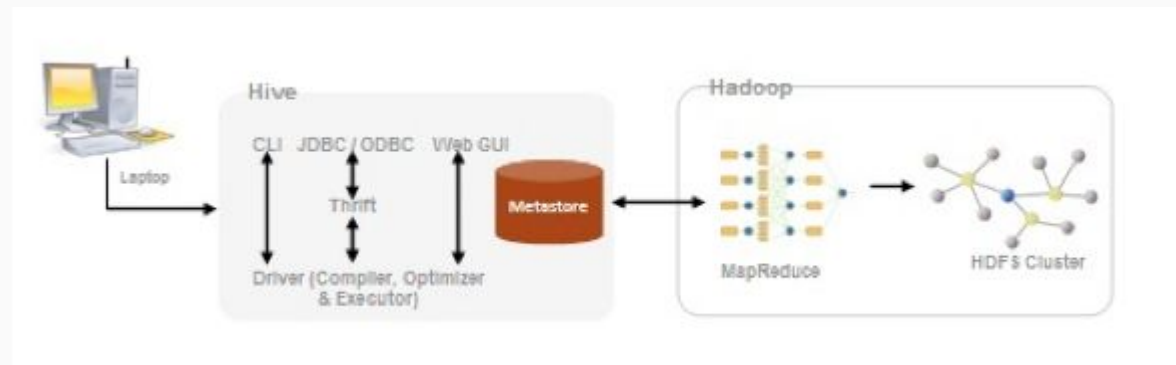 Hive
Hadoop
CLI JDBC / ODBC Web GUI
Laptop
Thrift
Metastore
Driver (Compiler, Optimizer
& Executor)
MapReduce
HDFS Cluster